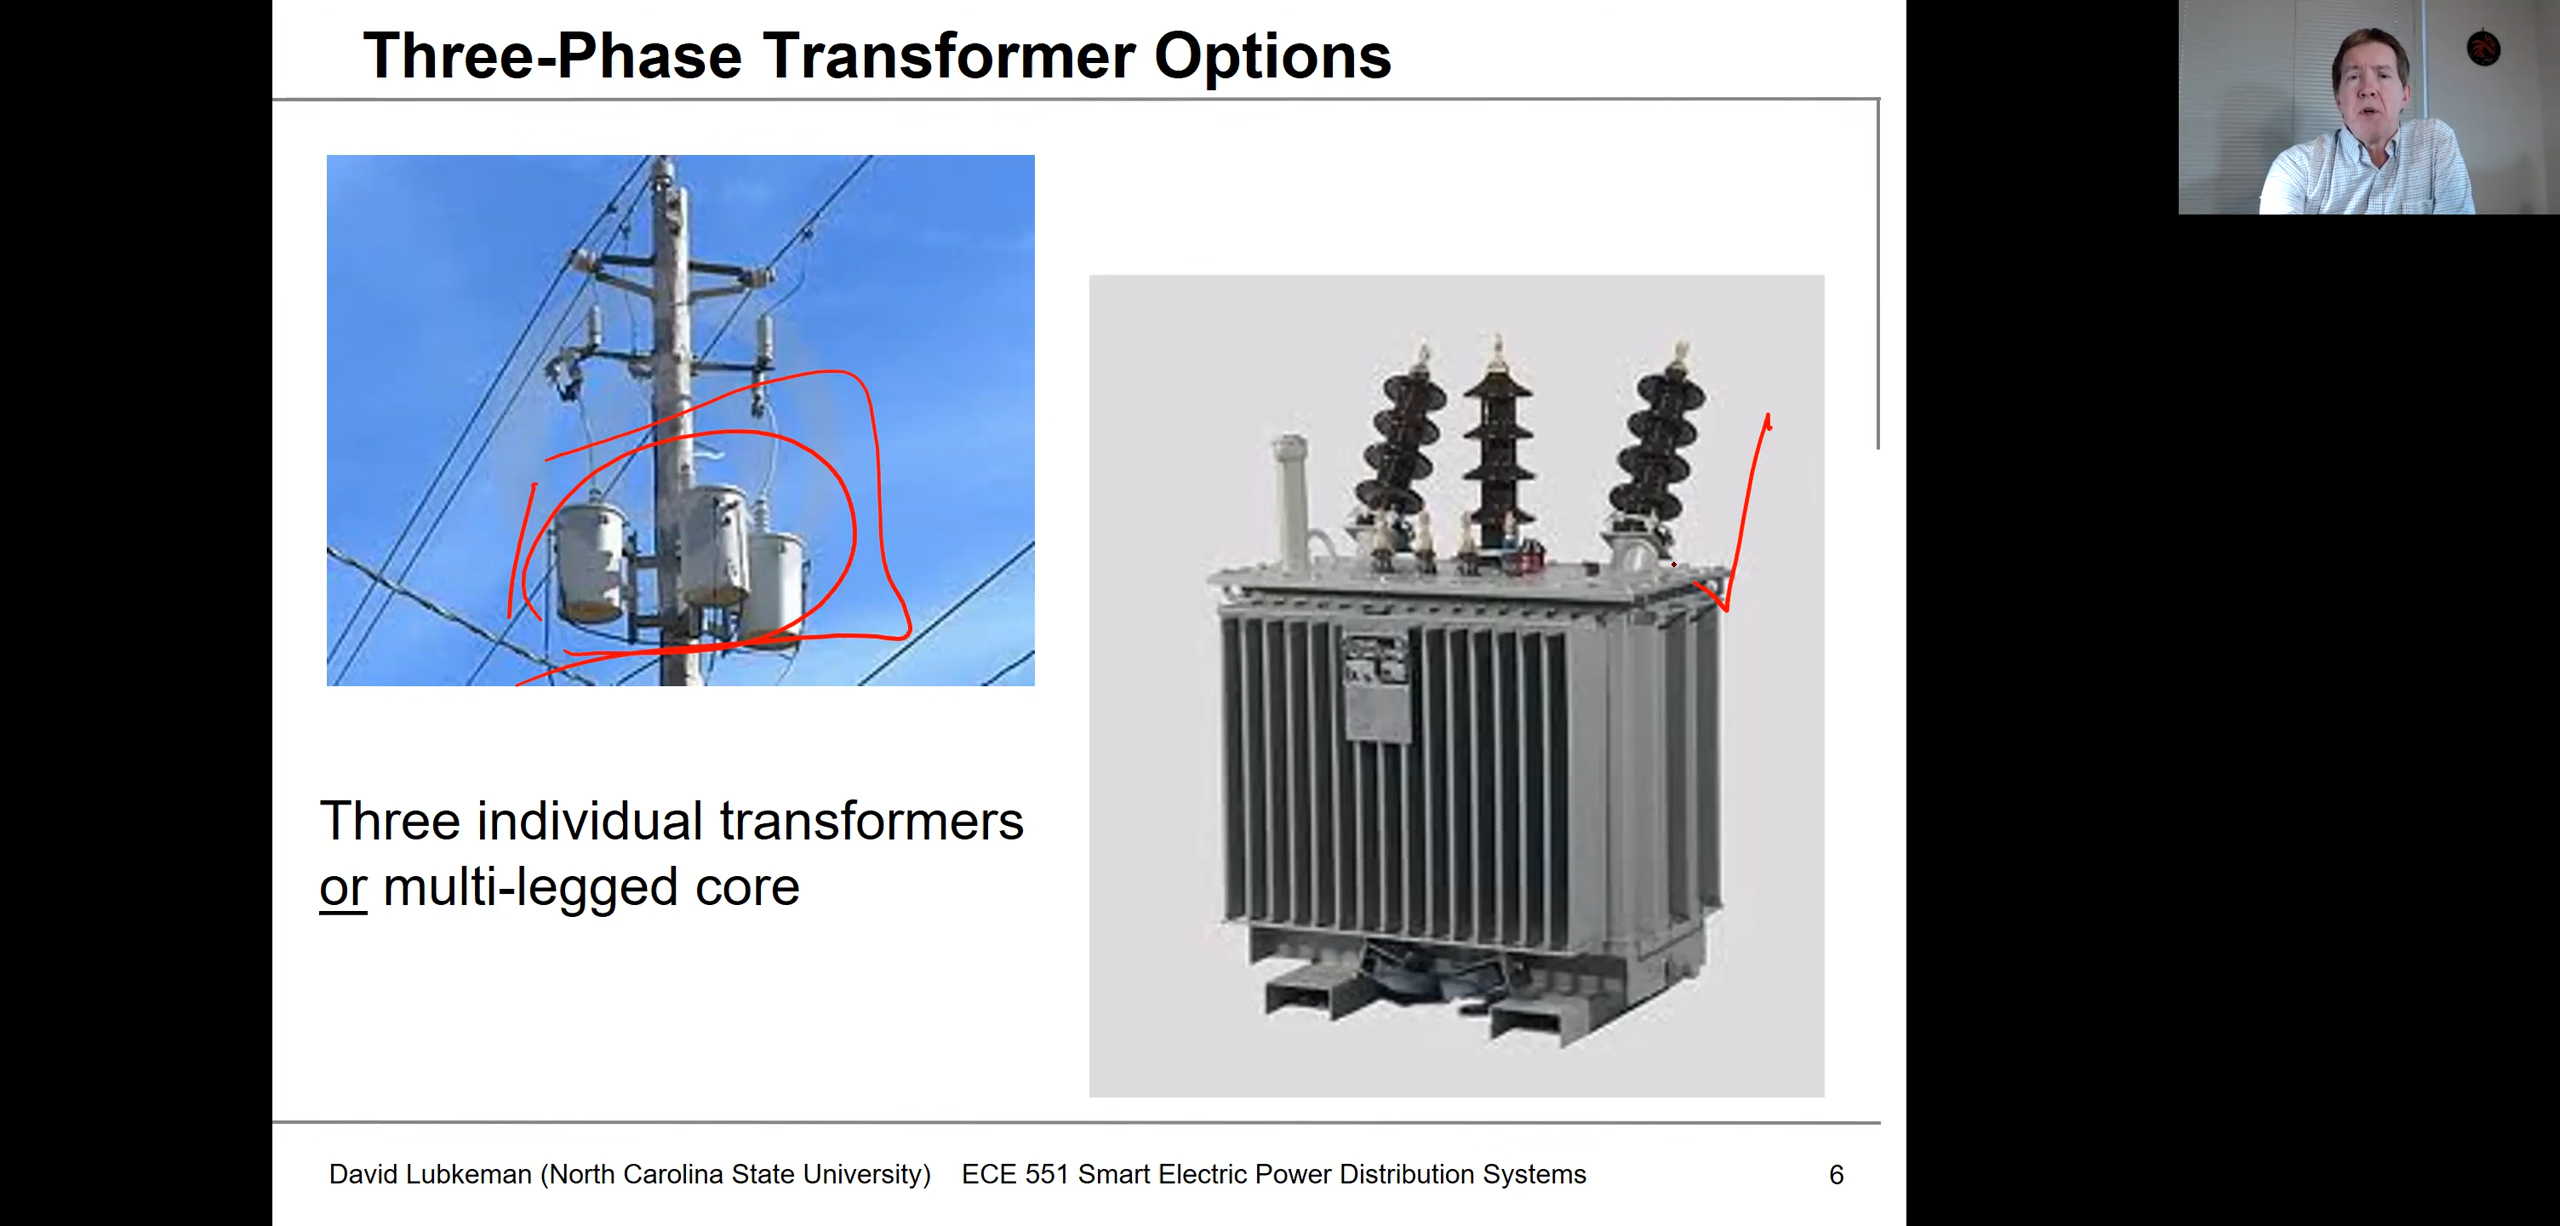 Three-Phase Transformer Options
Three individual transformers
or multi-legged core
David Lubkeman (North Carolina State University) ECE 551 Smart Electric Power Distribution Systems 6